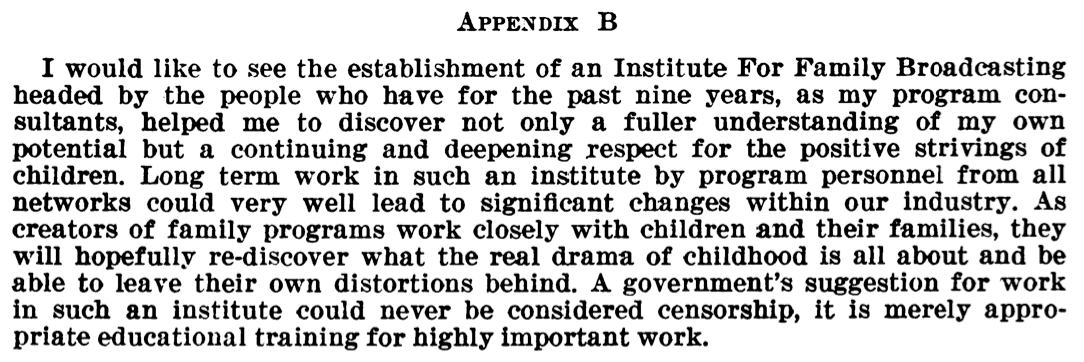 APPENDIX B
I would like to see the establishment of an Institute For Family Broadcasting
headed by the people who have for the past nine years, as my program con-
sultants, helped me to discover not only a fuller understanding of my own
potential but a continuing and deepening respect for the positive strivings of
children. Long term work in such an institute by program personnel from all
networks could very well lead to significant changes within our industry. As
creators of family programs work closely with children and their families, they
will hopefully re-discover what the real drama of childhood is all about and be
able to leave their own distortions behind. A government's suggestion for work
in such an institute could never be considered censorship, it is merely appro-
priate educational training for highly important work.